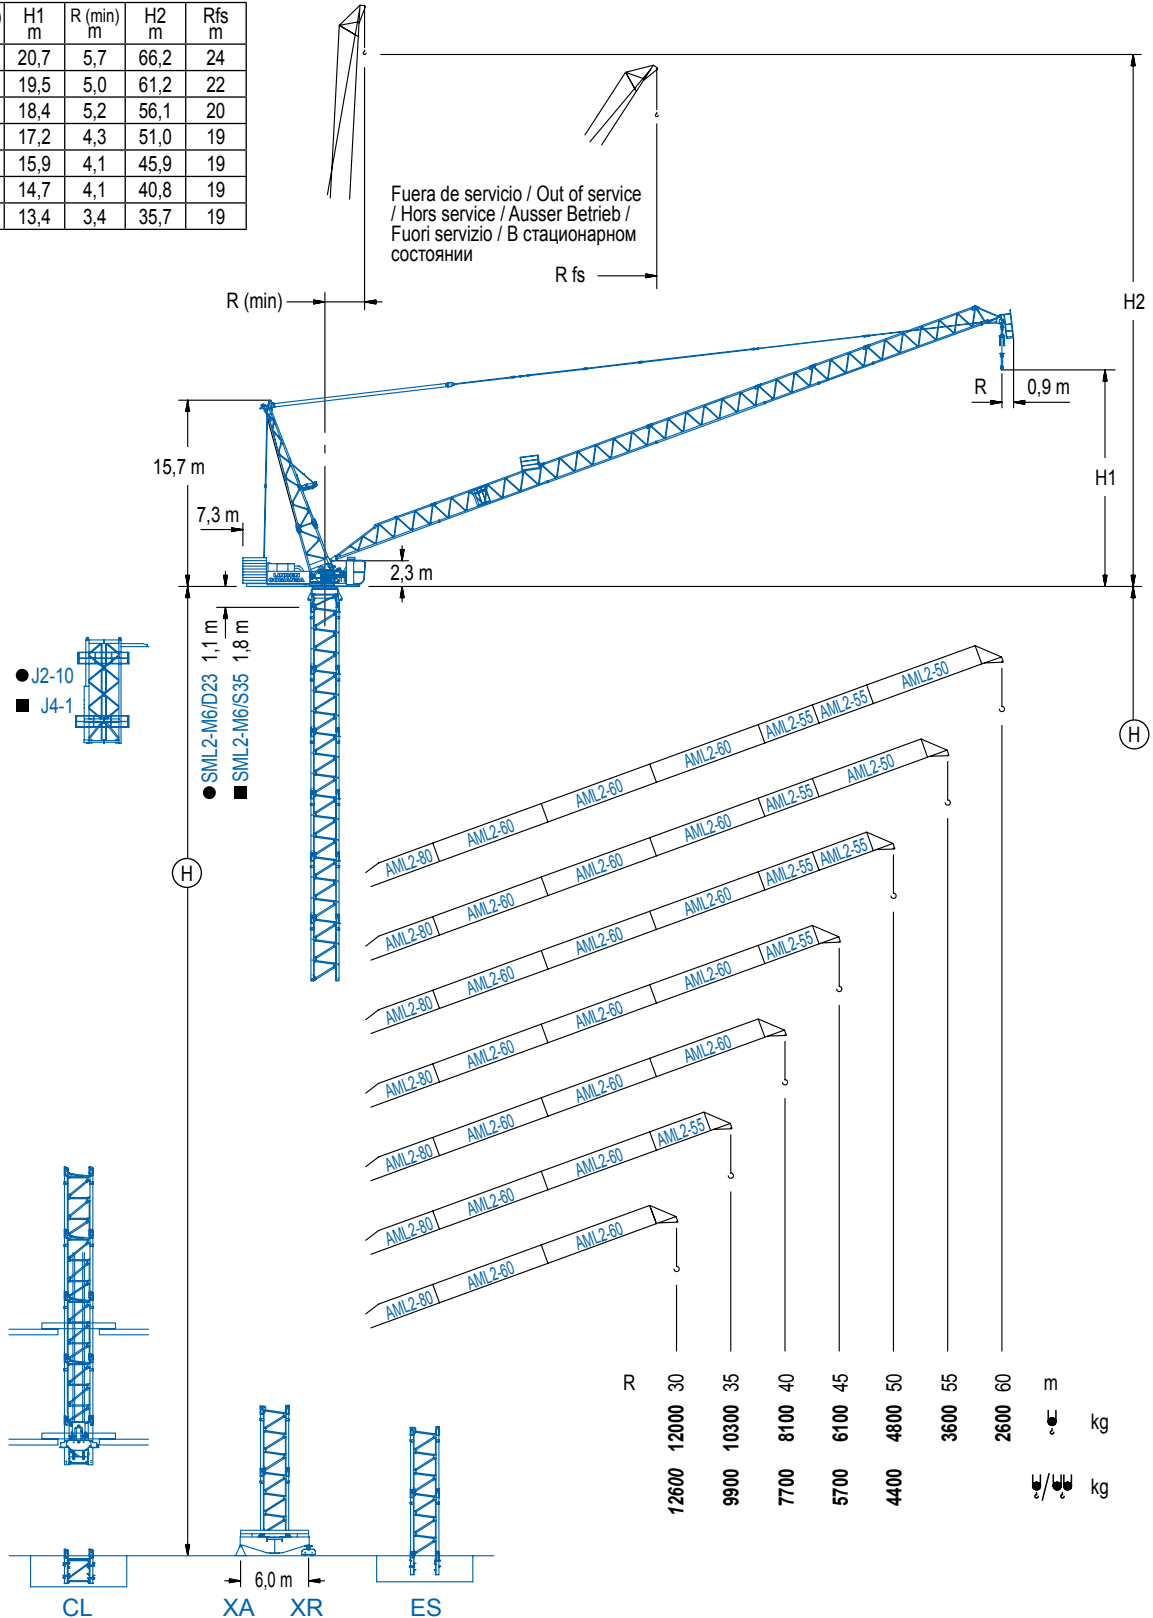 H1 R (min) H2 Rfs
m m m m
20,7 5,7 66,2 24
19,5 5,0 61,2 22
18,4 5,2 56,1 20
17,2 4,3 51,0 19
15,9 4,1 45,9 19
14,7 4,1 40,8 19
13,4 3,4 35,7 19
Fuera de servicio / Out of service
/ Hors service / Ausser Betrieb /
Fuori servizio / В стационарном
состоянии
R fs
R (min)
H2
R 0,9 m
15,7 m
H1
7,3 m
LINDEN
COMANSA
2,3 m
● J2-10
■ J4-1
● SML2-M6/D23 1,1 m
■ SML2-M6/S35 1,8 m
H
H
AML2-80 AML2-60 AML2-60 AML2-60 AML2-55 AML2-55 AML2-50
AML2-80 AML2-60 AML2-60 AML2-60 AML2-55 AML2-50
AML2-80 AML2-60 AML2-60 AML2-60 AML2-55 AML2-55
AML2-80 AML2-60 AML2-60 AML2-60 AML2-55
AML2-80 AML2-60 AML2-60 AML2-60
AML2-80 AML2-60 AML2-60 AML2-55
AML2-80 AML2-60 AML2-60
R 30 35 40 45 50 55 60 m
12000 10300 8100 6100 4800 3600 2600 kg
12600 9900 7700 5700 4400 / kg
6,0 m
CL XA XR ES